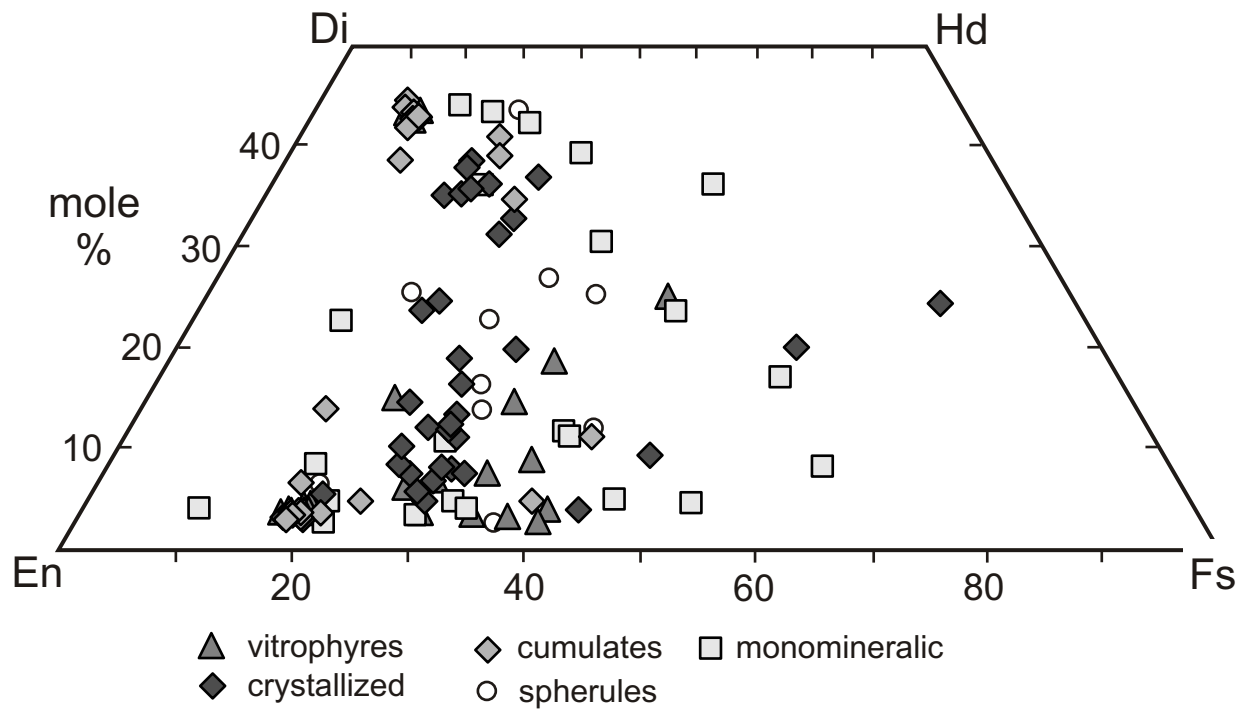 Di Hd
40
mole
%
30
20
10
En Fs
20 40 60 80
vitrophyres cumulates monomineralic
crystallized spherules